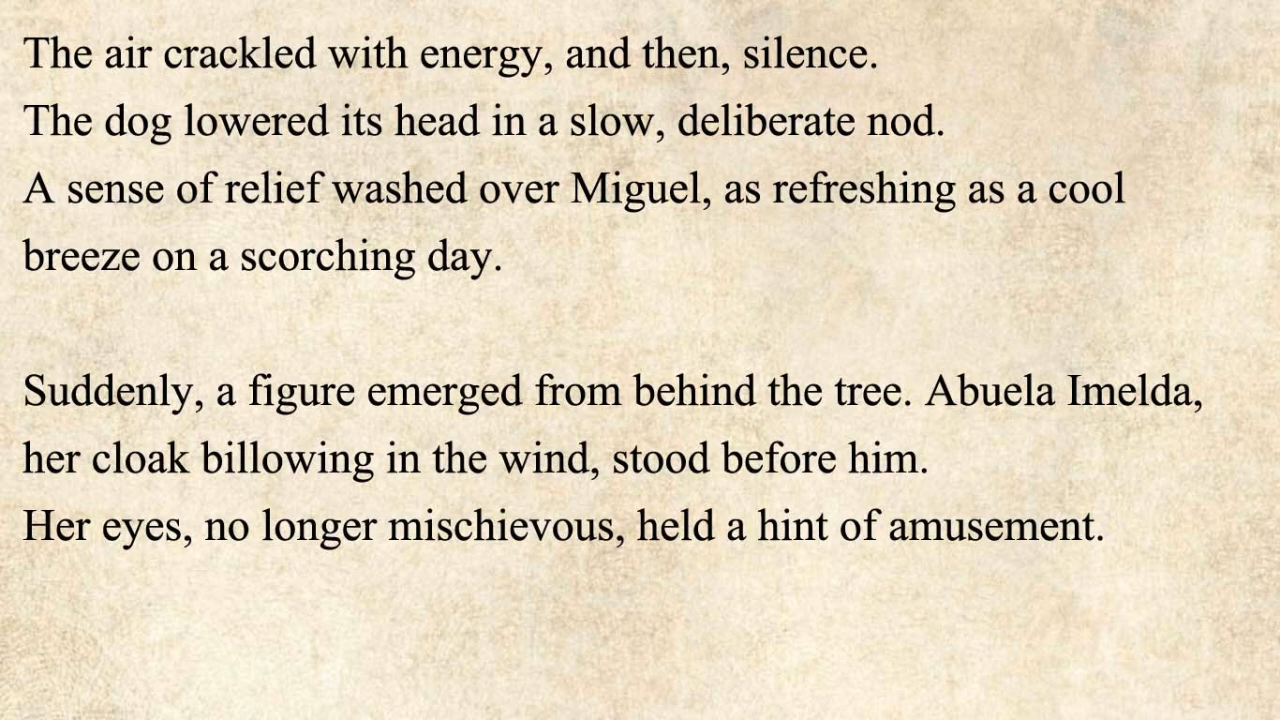 The air crackled with energy, and then, silence.
The dog lowered its head in a slow, deliberate nod.
A sense of relief washed over Miguel, as refreshing as a cool
breeze on a scorching day.
Suddenly, a figure emerged from behind the tree. Abuela Imelda,
her cloak billowing in the wind, stood before him.
Her eyes, no longer mischievous, held a hint of amusement.